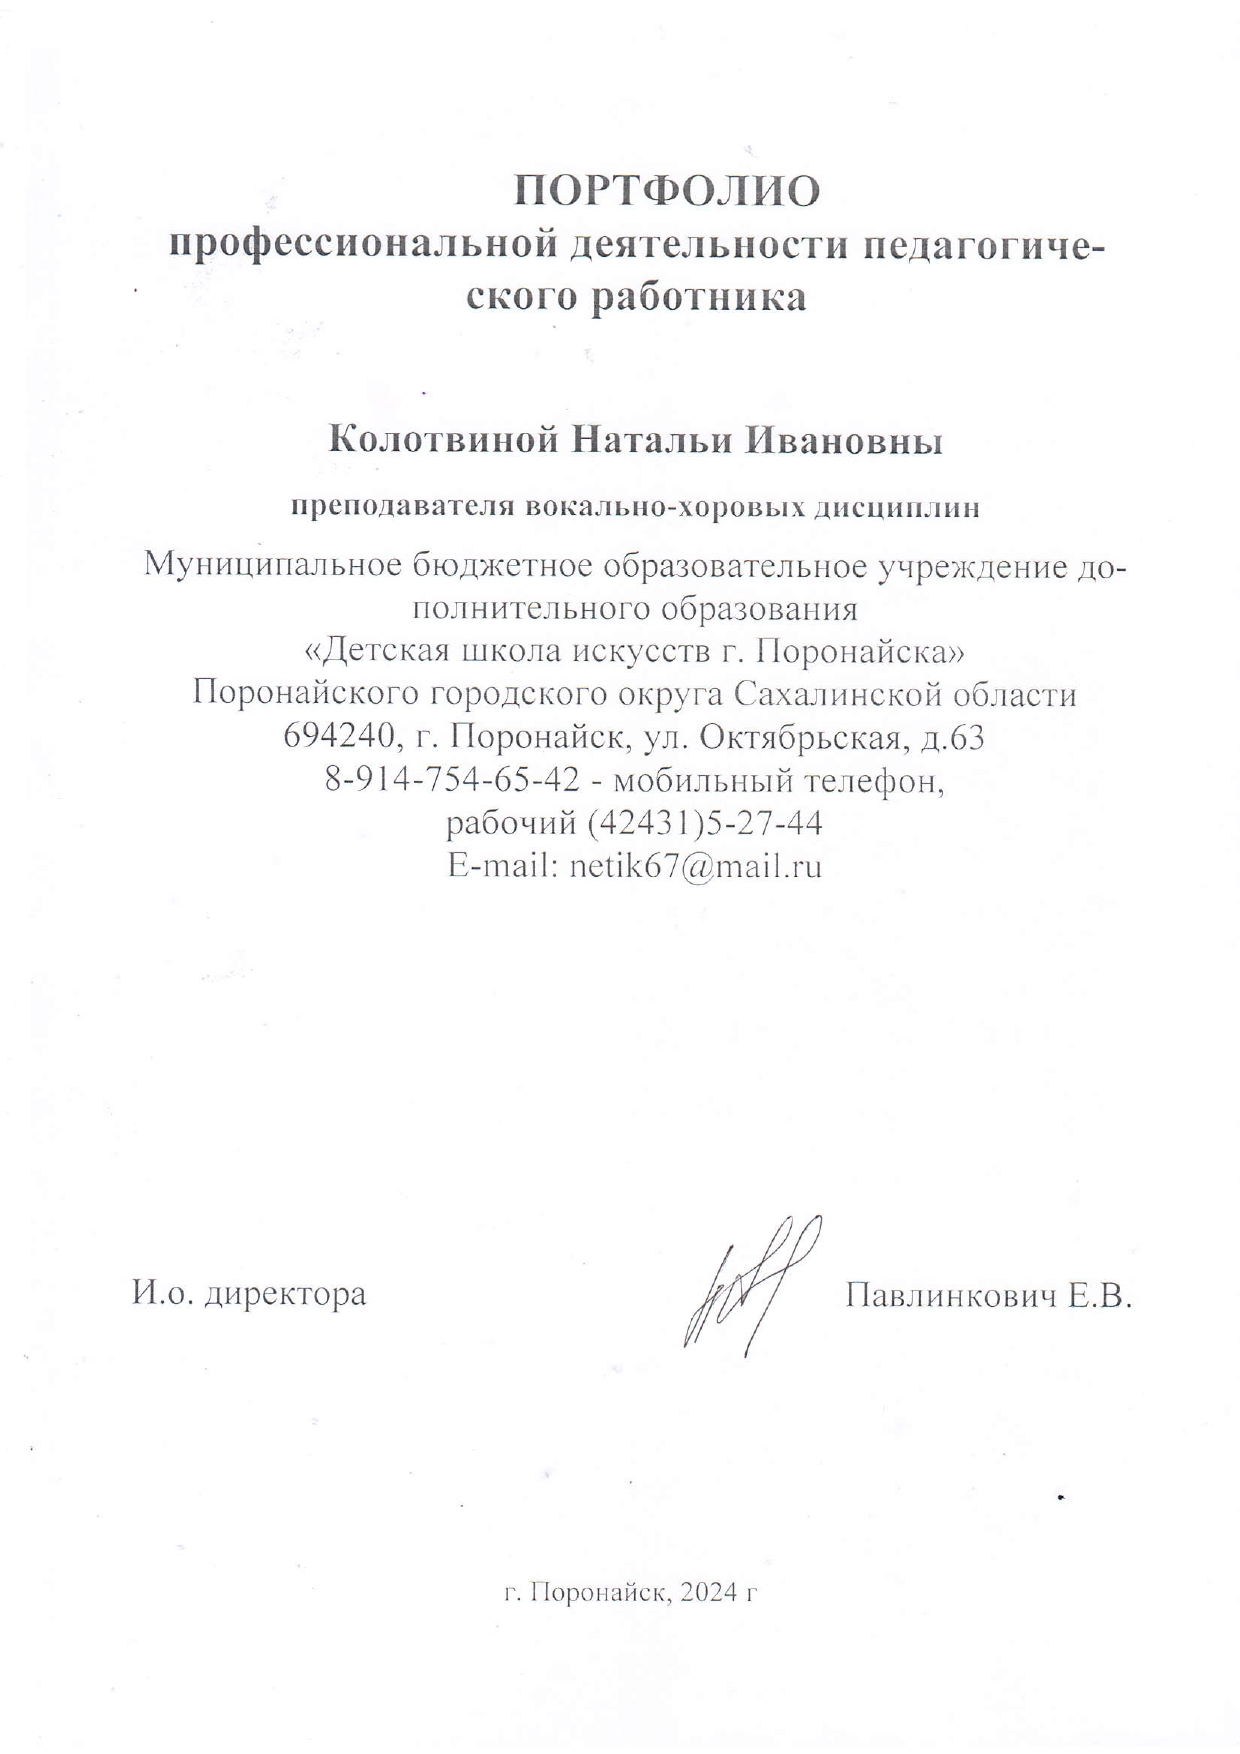 ПОРТФОЛИО
профессиональной деятельности педагогиче-
ского работника
Колотвиной Натальи Ивановны
преподавателя вокально-хоровых дисциплин
Муниципальное бюджетное образовательное учреждение до-
полнительного образования
«Детская школа искусств г. Поронайска»
Поронайского городского округа Сахалинской области
694240, г. Поронайск, ул. Октябрьская, д.63
8-914-754-65-42 - мобильный телефон,
рабочий (42431)5-27-44
E-mail: netik67@mail.ru
И.о. директора Павлинкович Е.В.
г. Поронайск, 2024 г